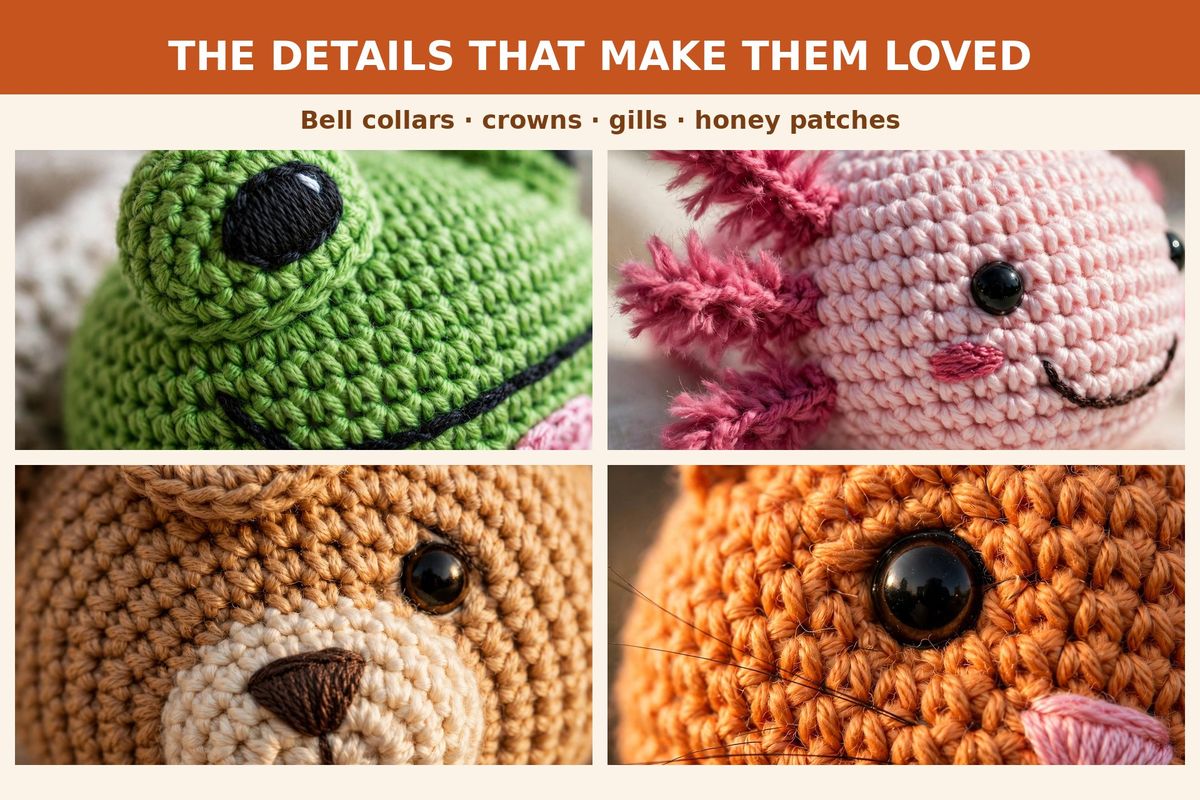 THE DETAILS THAT MAKE THEM LOVED
Bell collars · crowns · gills · honey patches